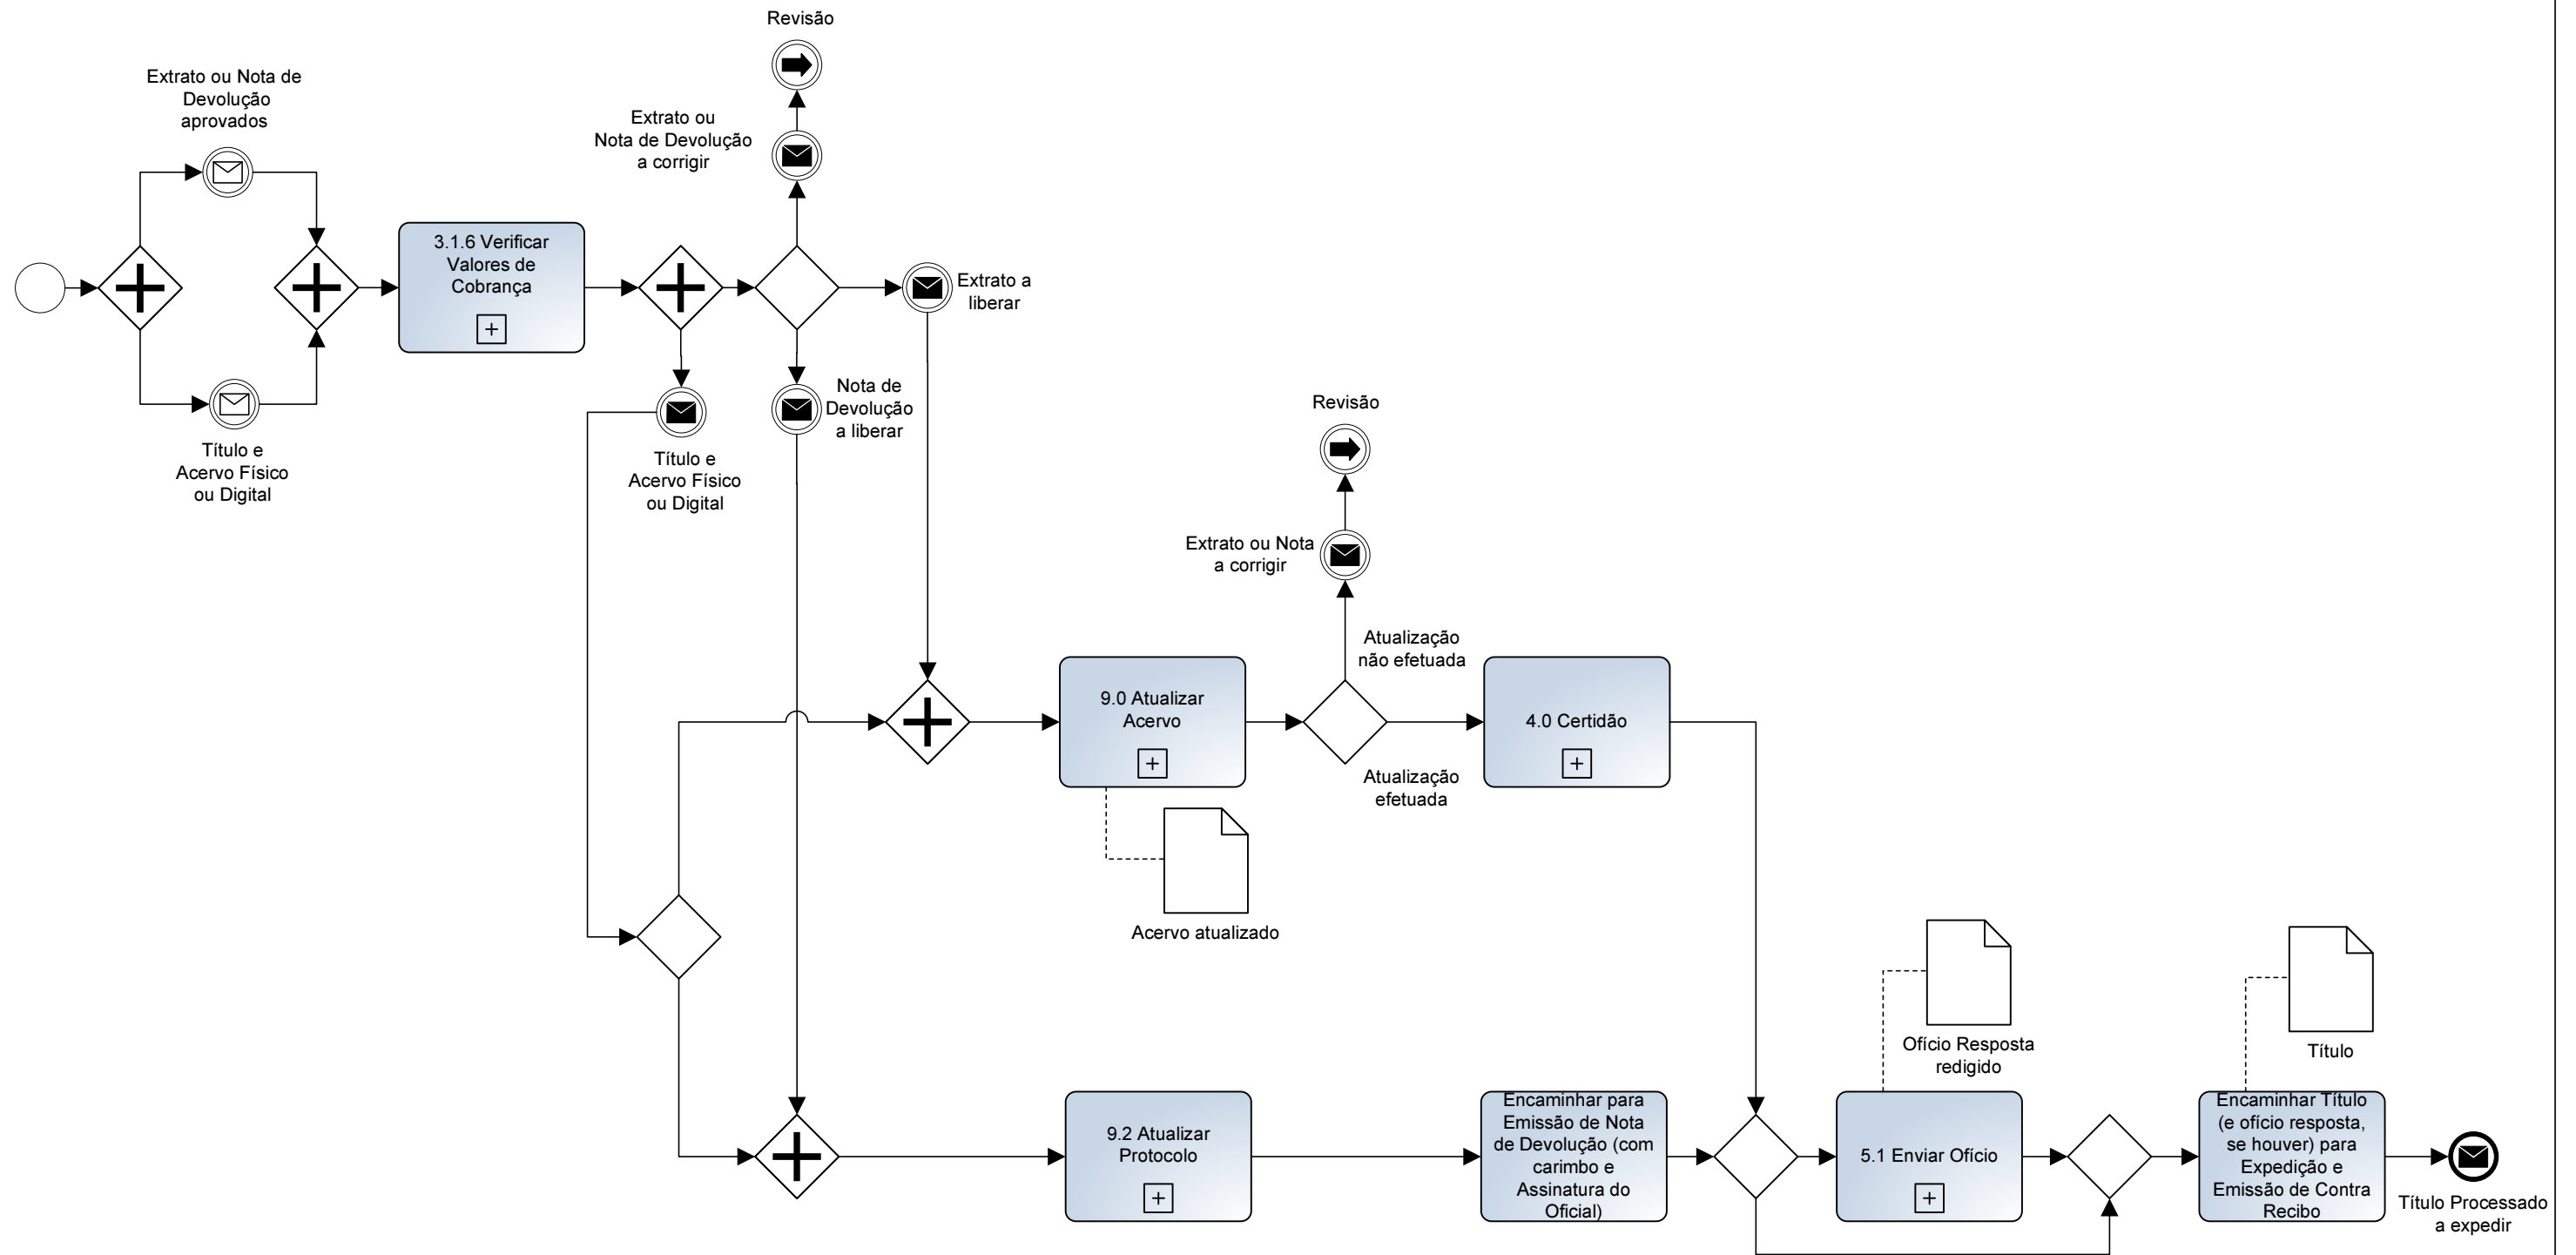 Revisão
Extrato ou Nota de
Devolução
aprovados
Extrato ou
Nota de Devolução
a corrigir
3.1.6 Verificar
Valores de
Cobrança
Extrato a
liberar
Título e
Acervo Físico
ou Digital
Título e
Acervo Físico
ou Digital
Nota de
Devolução
a liberar
Revisão
Extrato ou Nota
a corrigir
Atualização
não efetuada
9.0 Atualizar
Acervo
4.0 Certidão
Atualização
efetuada
Acervo atualizado
Ofício Resposta
redigido
Título
9.2 Atualizar
Protocolo
Encaminhar para
Emissão de Nota
de Devolução (com
carimbo e
Assinatura do
Oficial)
5.1 Enviar Ofício
Encaminhar Título
(e ofício resposta,
se houver) para
Expedição e
Emissão de Contra
Recibo
Título Processado
a expedir